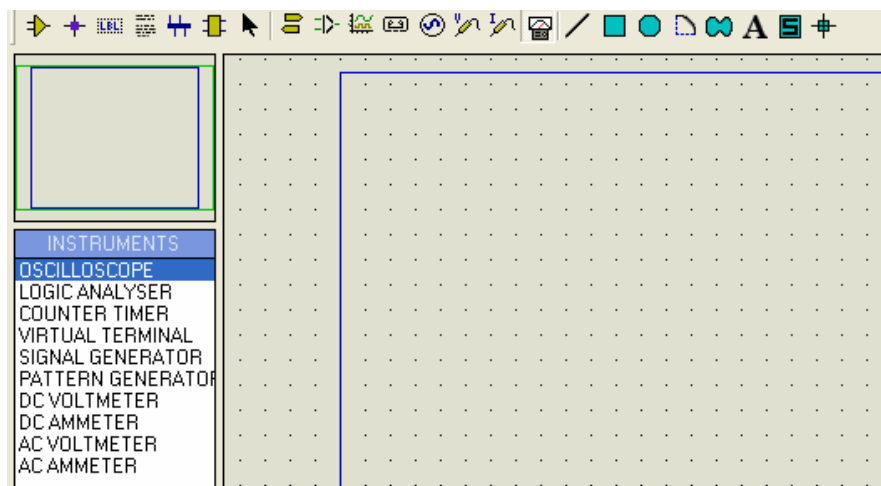 LBL
V I A S
INSTRUMENTS
OSCILLOSCOPE
LOGIC ANALYSER
COUNTER TIMER
VIRTUAL TERMINAL
SIGNAL GENERATOR
PATTERN GENERATOR
DC VOLTMETER
DC AMMETER
AC VOLTMETER
AC AMMETER